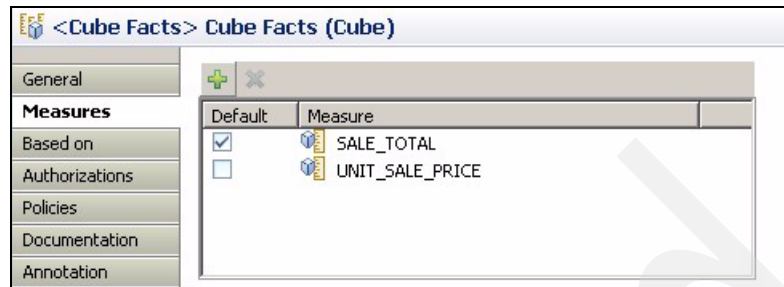 <Cube Facts> Cube Facts (Cube)
General
Measures
Based on
Authorizations
Policies
Documentation
Annotation
Default Measure
SALE_TOTAL
UNIT_SALE_PRICE